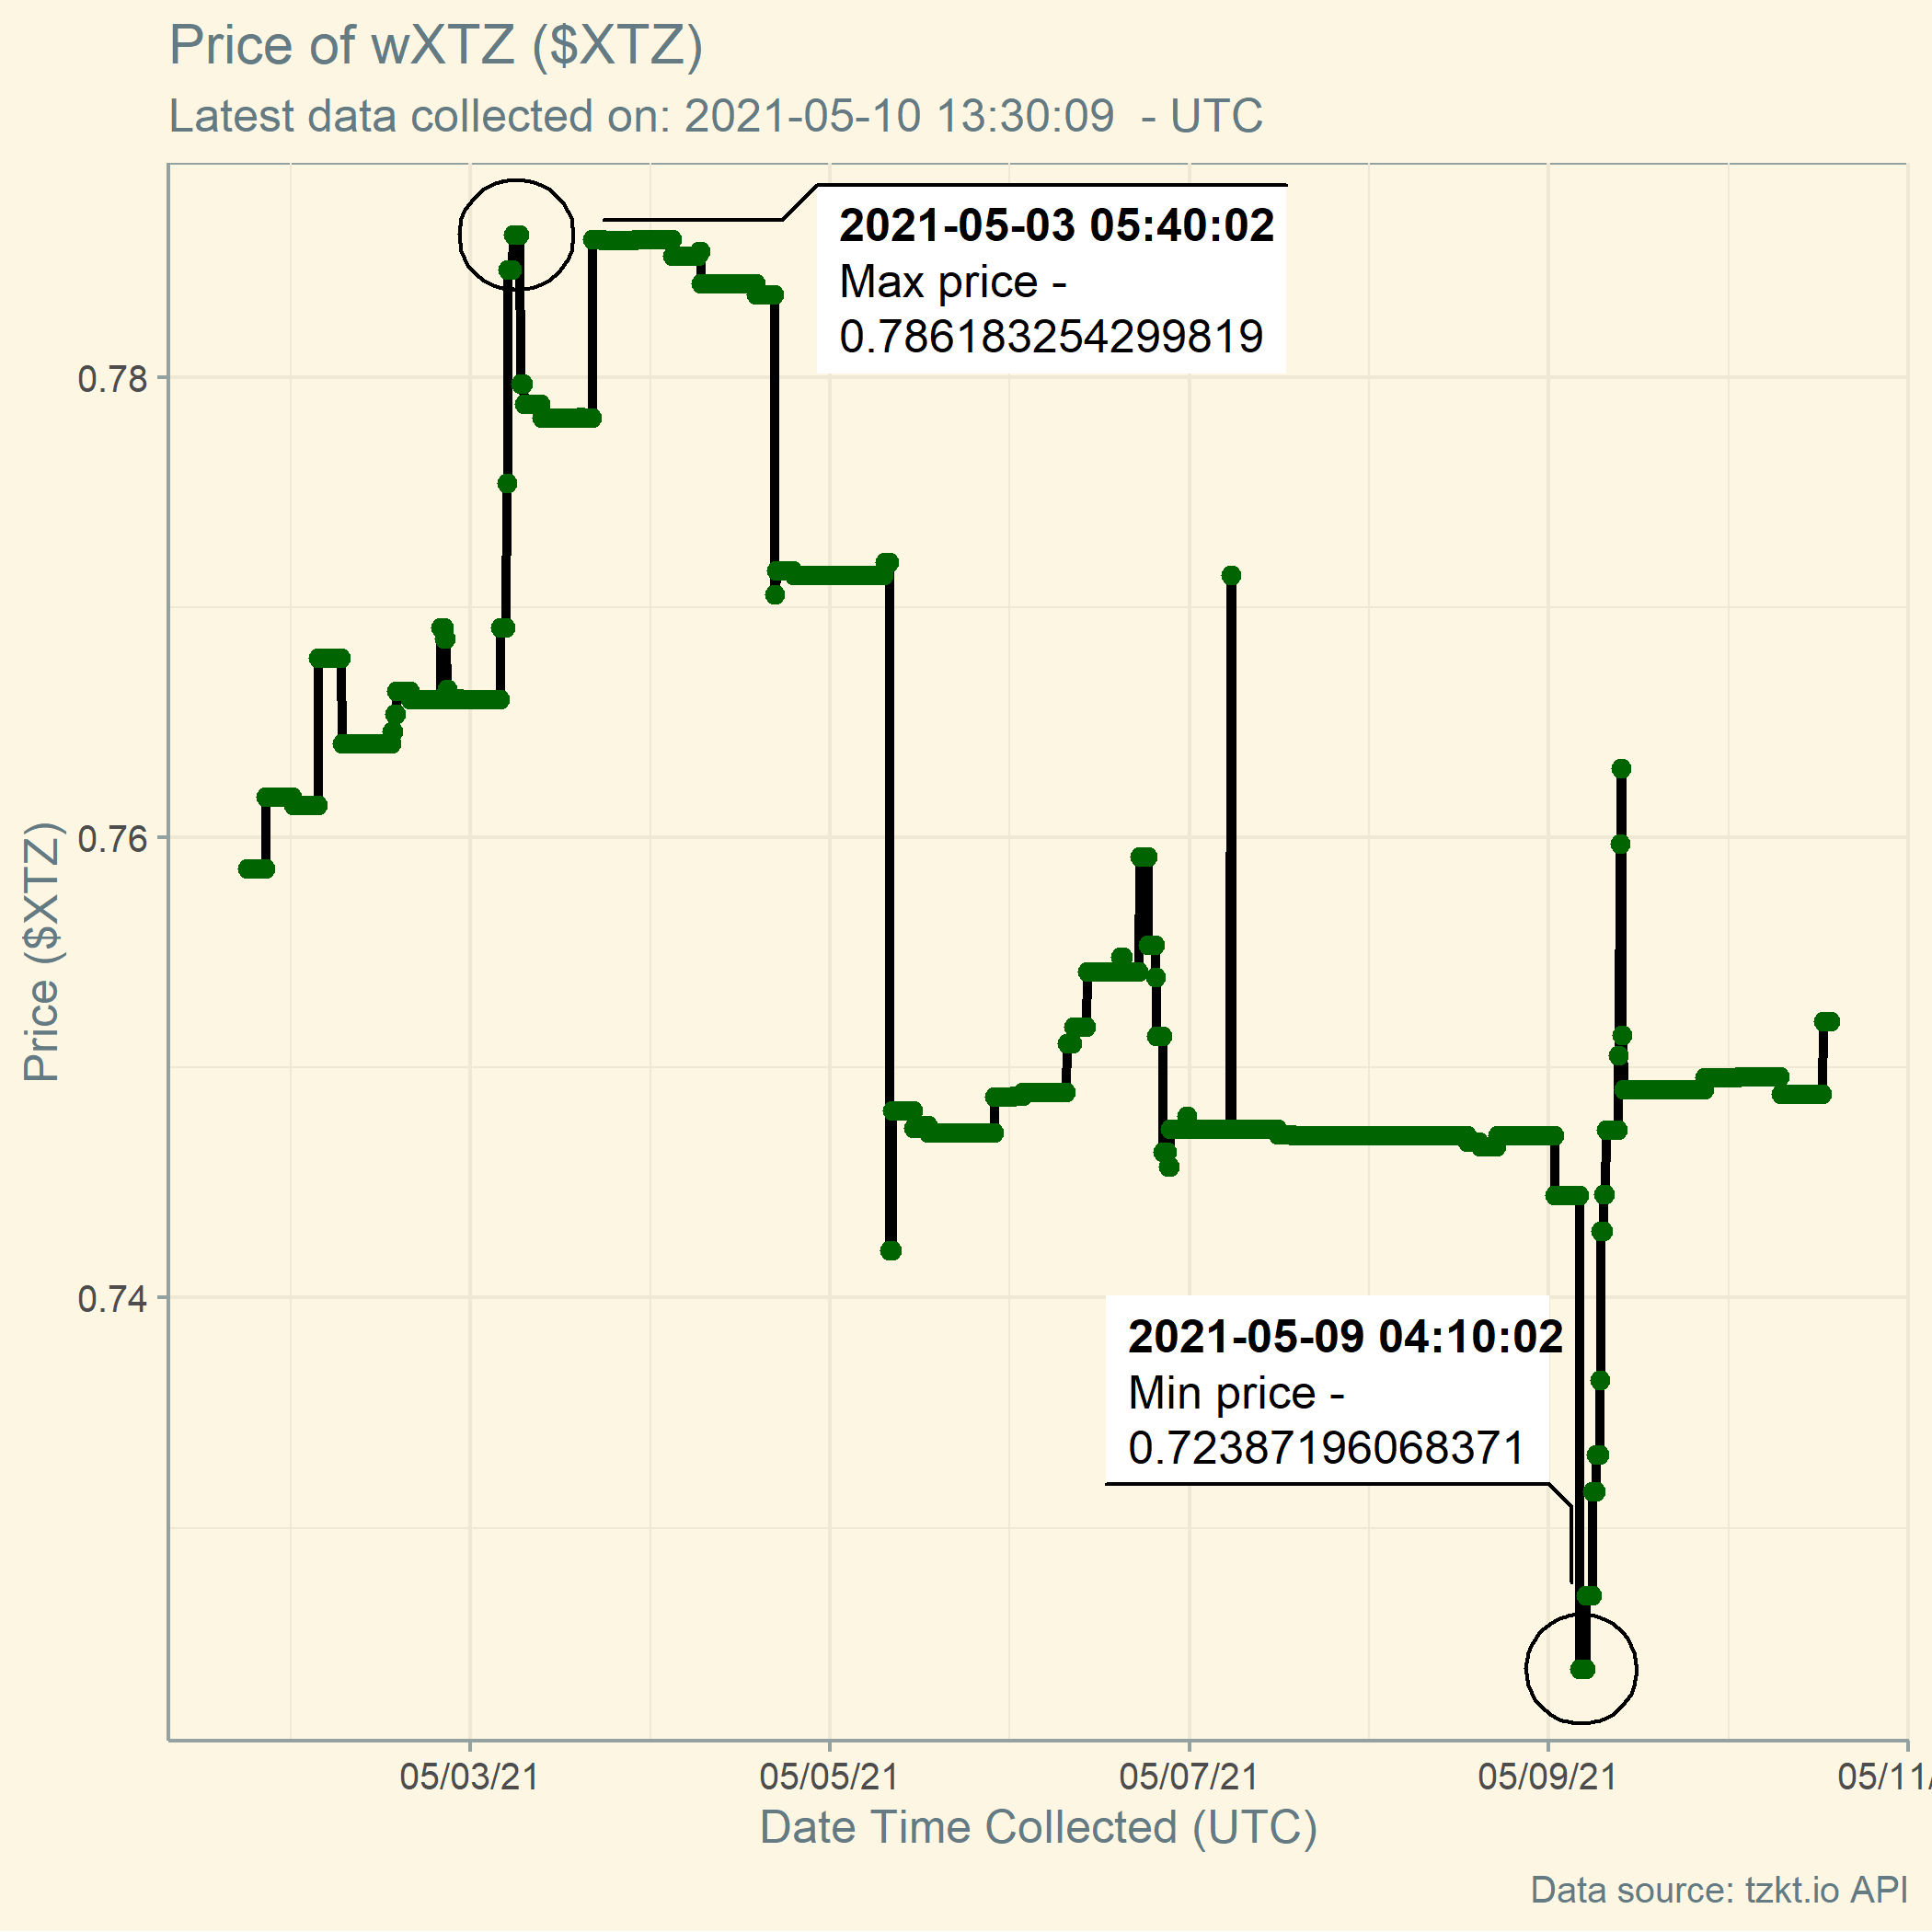 Price of wXTZ ($XTZ)
Latest data collected on: 2021-05-10 13:30:09  - UTC
2021-05-03 05:40:02
Max price -
0.786183254299819
0.78
0.76
0.74
Price ($XTZ)
2021-05-09 04:10:02
Min price -
0.72387196068371
05/03/21
05/05/21
05/07/21
05/09/21
05/11/
Date Time Collected (UTC)
Data source: tzkt.io API